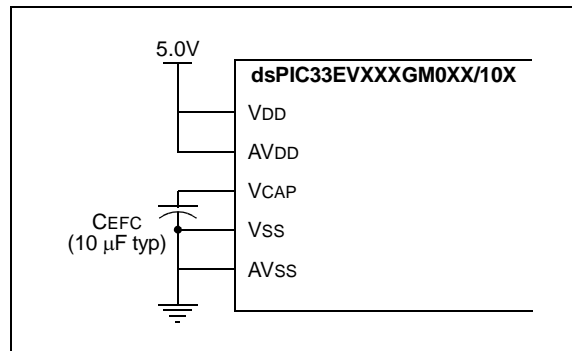 5.0V
dsPIC33EVXXXGM0XX/10X
VDD
AVDD
VCAP
CEFC
(10 μF typ)
VSS
AVSS